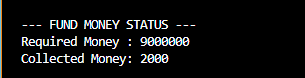 --- FUND MONEY STATUS ---
Required Money : 9000000
Collected Money: 2000